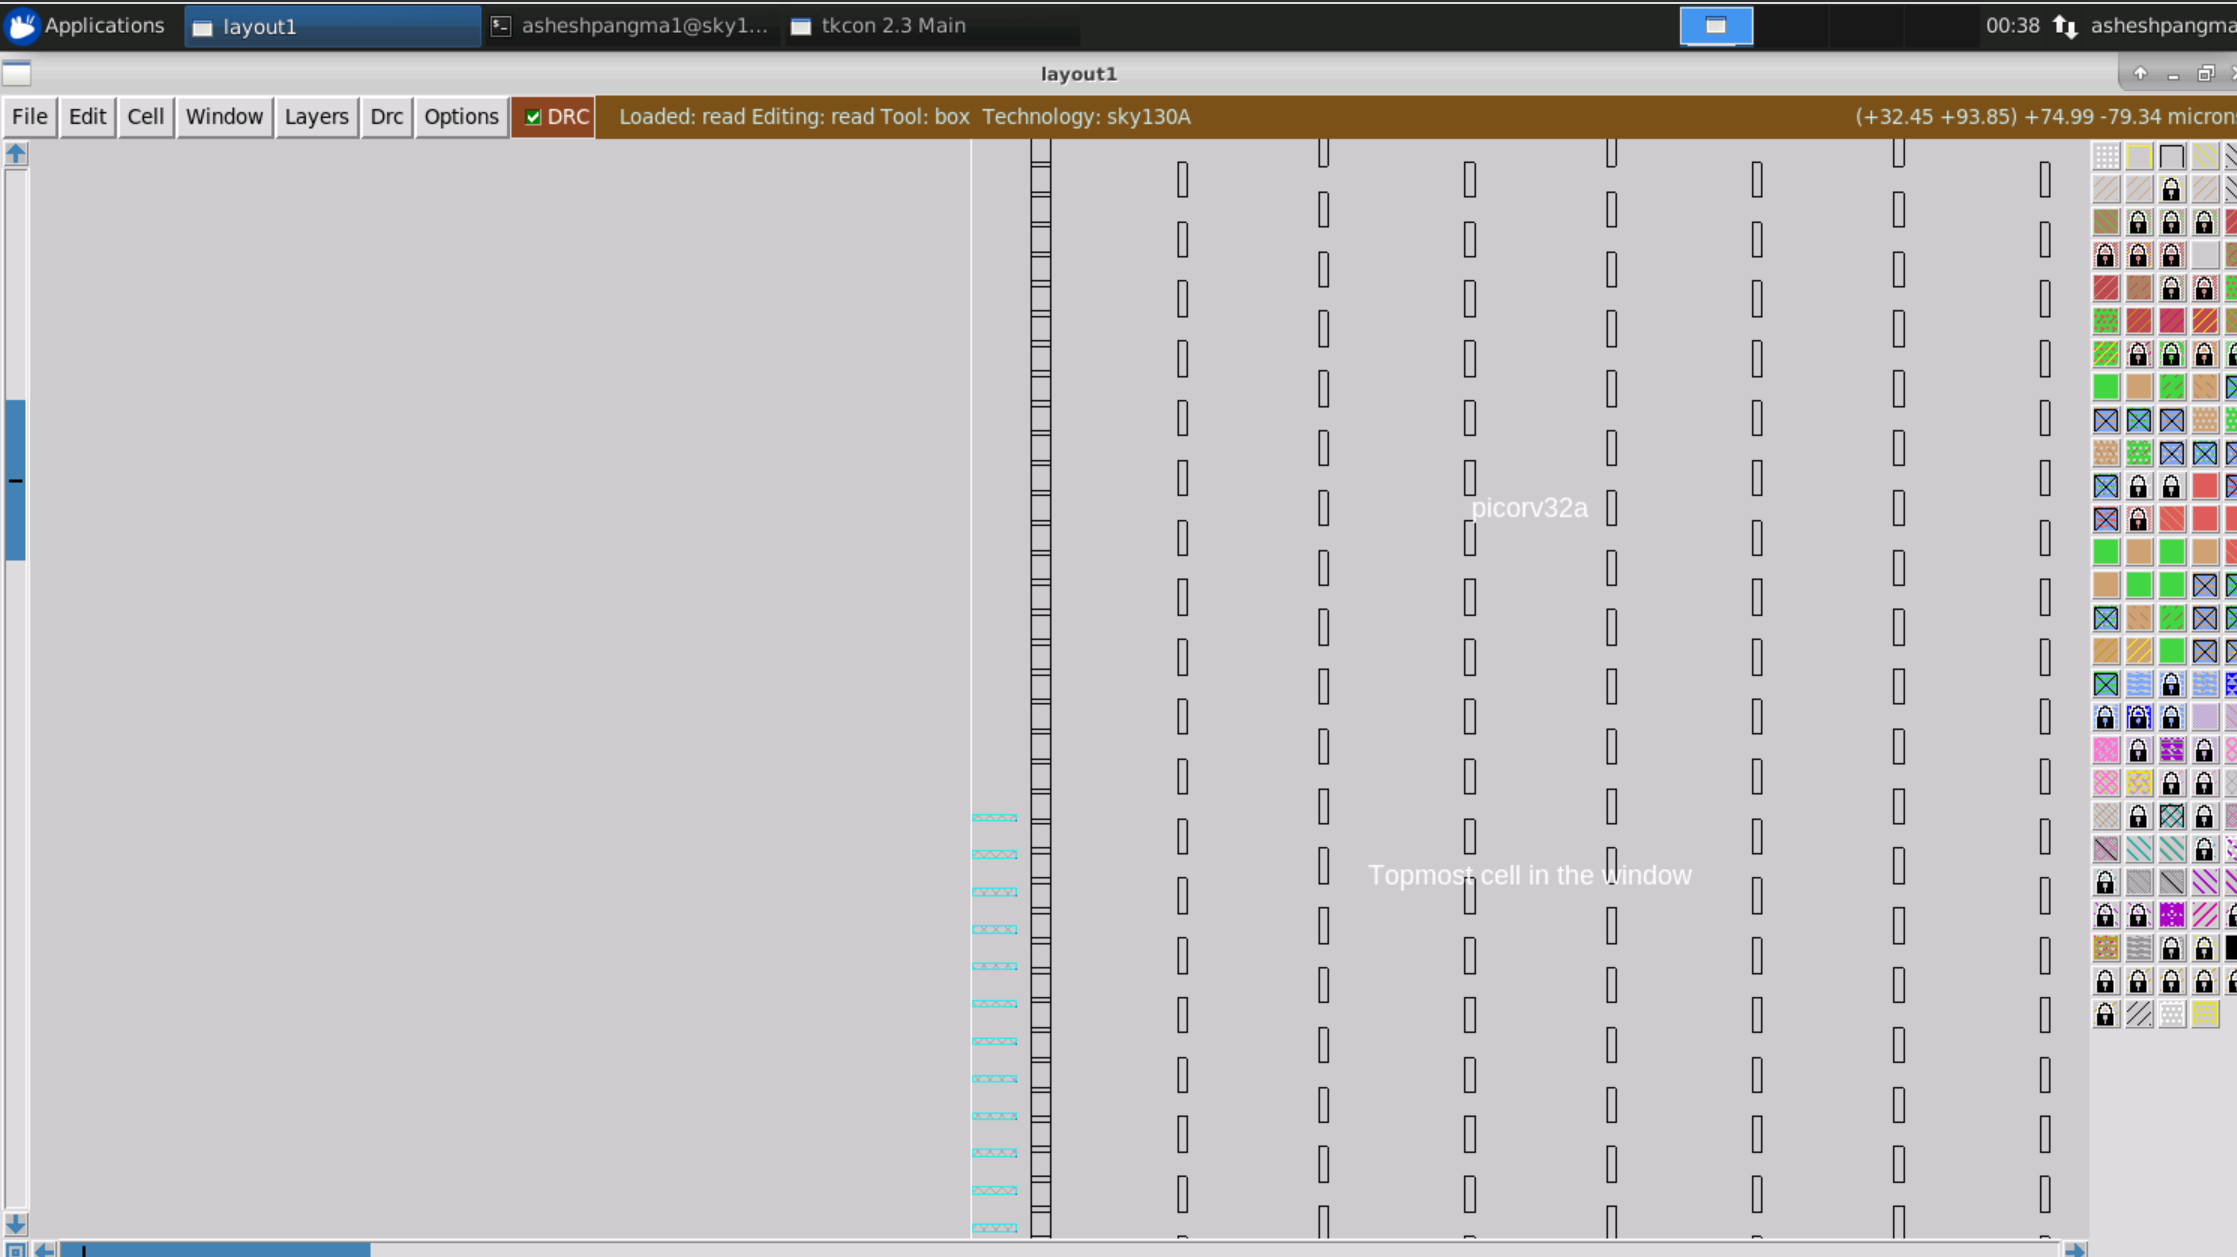 Applications
layout1
asheshpangma1@sky1...
tkcon 2.3 Main
00:38
asheshpangma
layout1
File Edit Cell Window Layers Drc Options DRC
Loaded: read Editing: read Tool: box Technology: sky130A
(+32.45 +93.85) +74.99 -79.34 microns
picorv32a
Topmost cell in the window